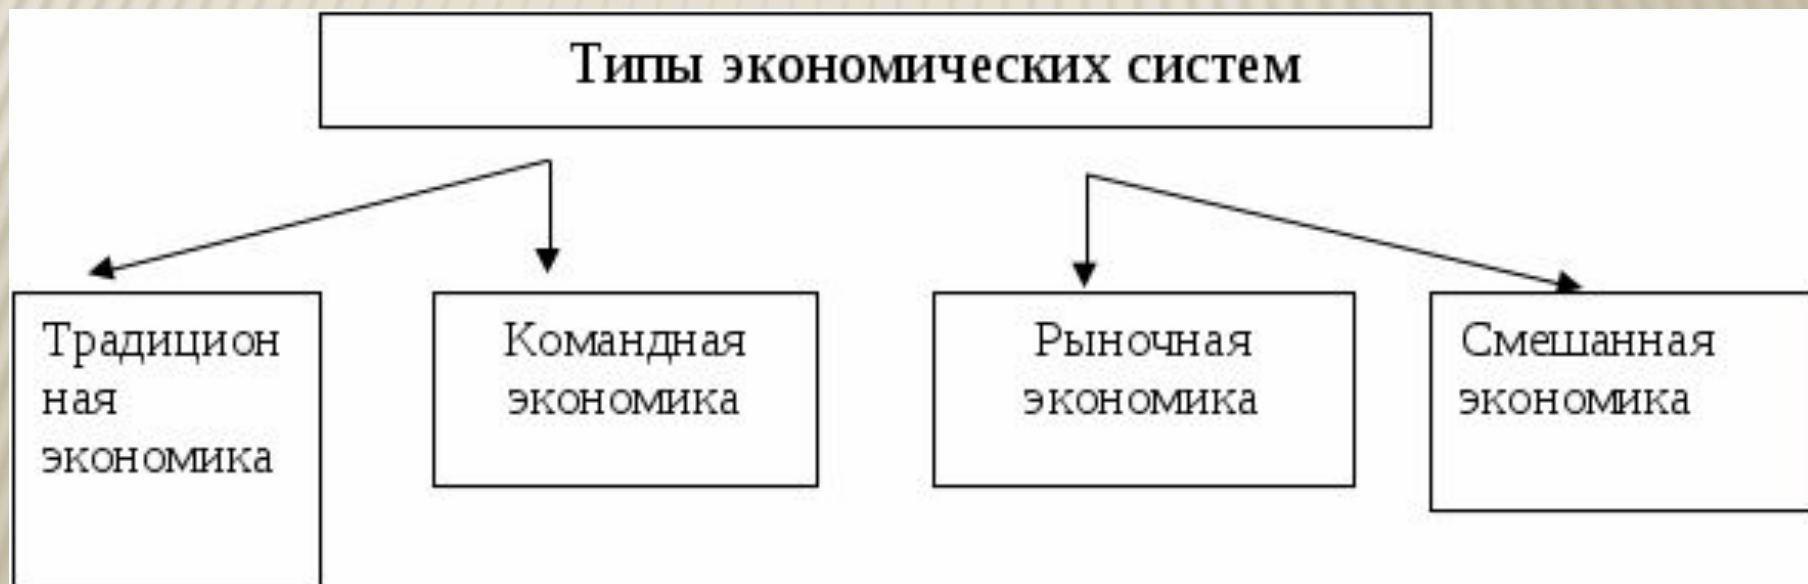 Типы экономических систем
Традицион
ная
экономика
Командная
экономика
Рыночная
экономика
Смешанная
экономика